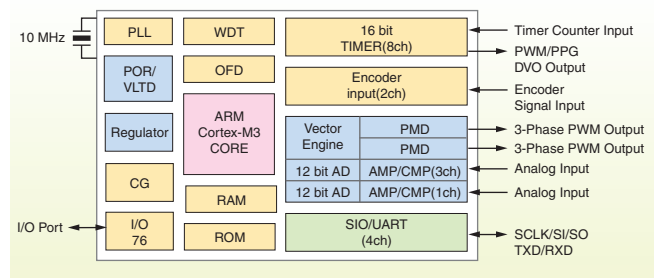 10 MHz
PLL
WDT
16 bit
TIMER(8ch)
Timer Counter Input
PWM/PPG
DVO Output
POR/
VLTD
OFD
Encoder
input(2ch)
Encoder
Signal Input
Regulator
ARM
Cortex-M3
CORE
Vector
Engine
PMD
3-Phase PWM Output
PMD
3-Phase PWM Output
12 bit AD
AMP/CMP(3ch)
Analog Input
12 bit AD
AMP/CMP(1ch)
Analog Input
CG
RAM
I/O Port
I/O
76
ROM
SIO/UART
(4ch)
SCLK/SI/SO
TXD/RXD